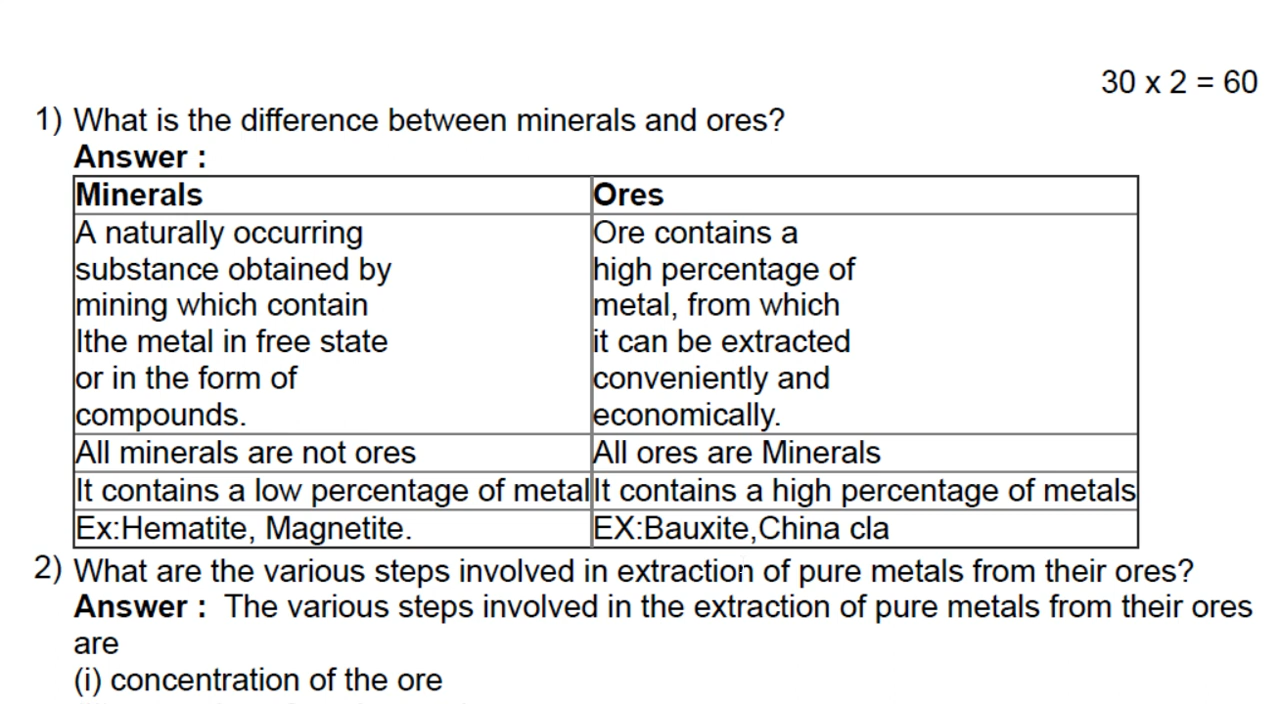 30 x 2 = 60
1) What is the difference between minerals and ores?
Answer :
Minerals Ores
A naturally occurring
substance obtained by
mining which contain
lthe metal in free state
or in the form of
compounds.
Ore contains a
high percentage of
metal, from which
it can be extracted
conveniently and
economically.
All minerals are not ores All ores are Minerals
It contains a low percentage of metal It contains a high percentage of metals
Ex:Hematite, Magnetite. EX:Bauxite,China cla
2) What are the various steps involved in extraction of pure metals from their ores?
Answer : The various steps involved in the extraction of pure metals from their ores
are
(i) concentration of the ore